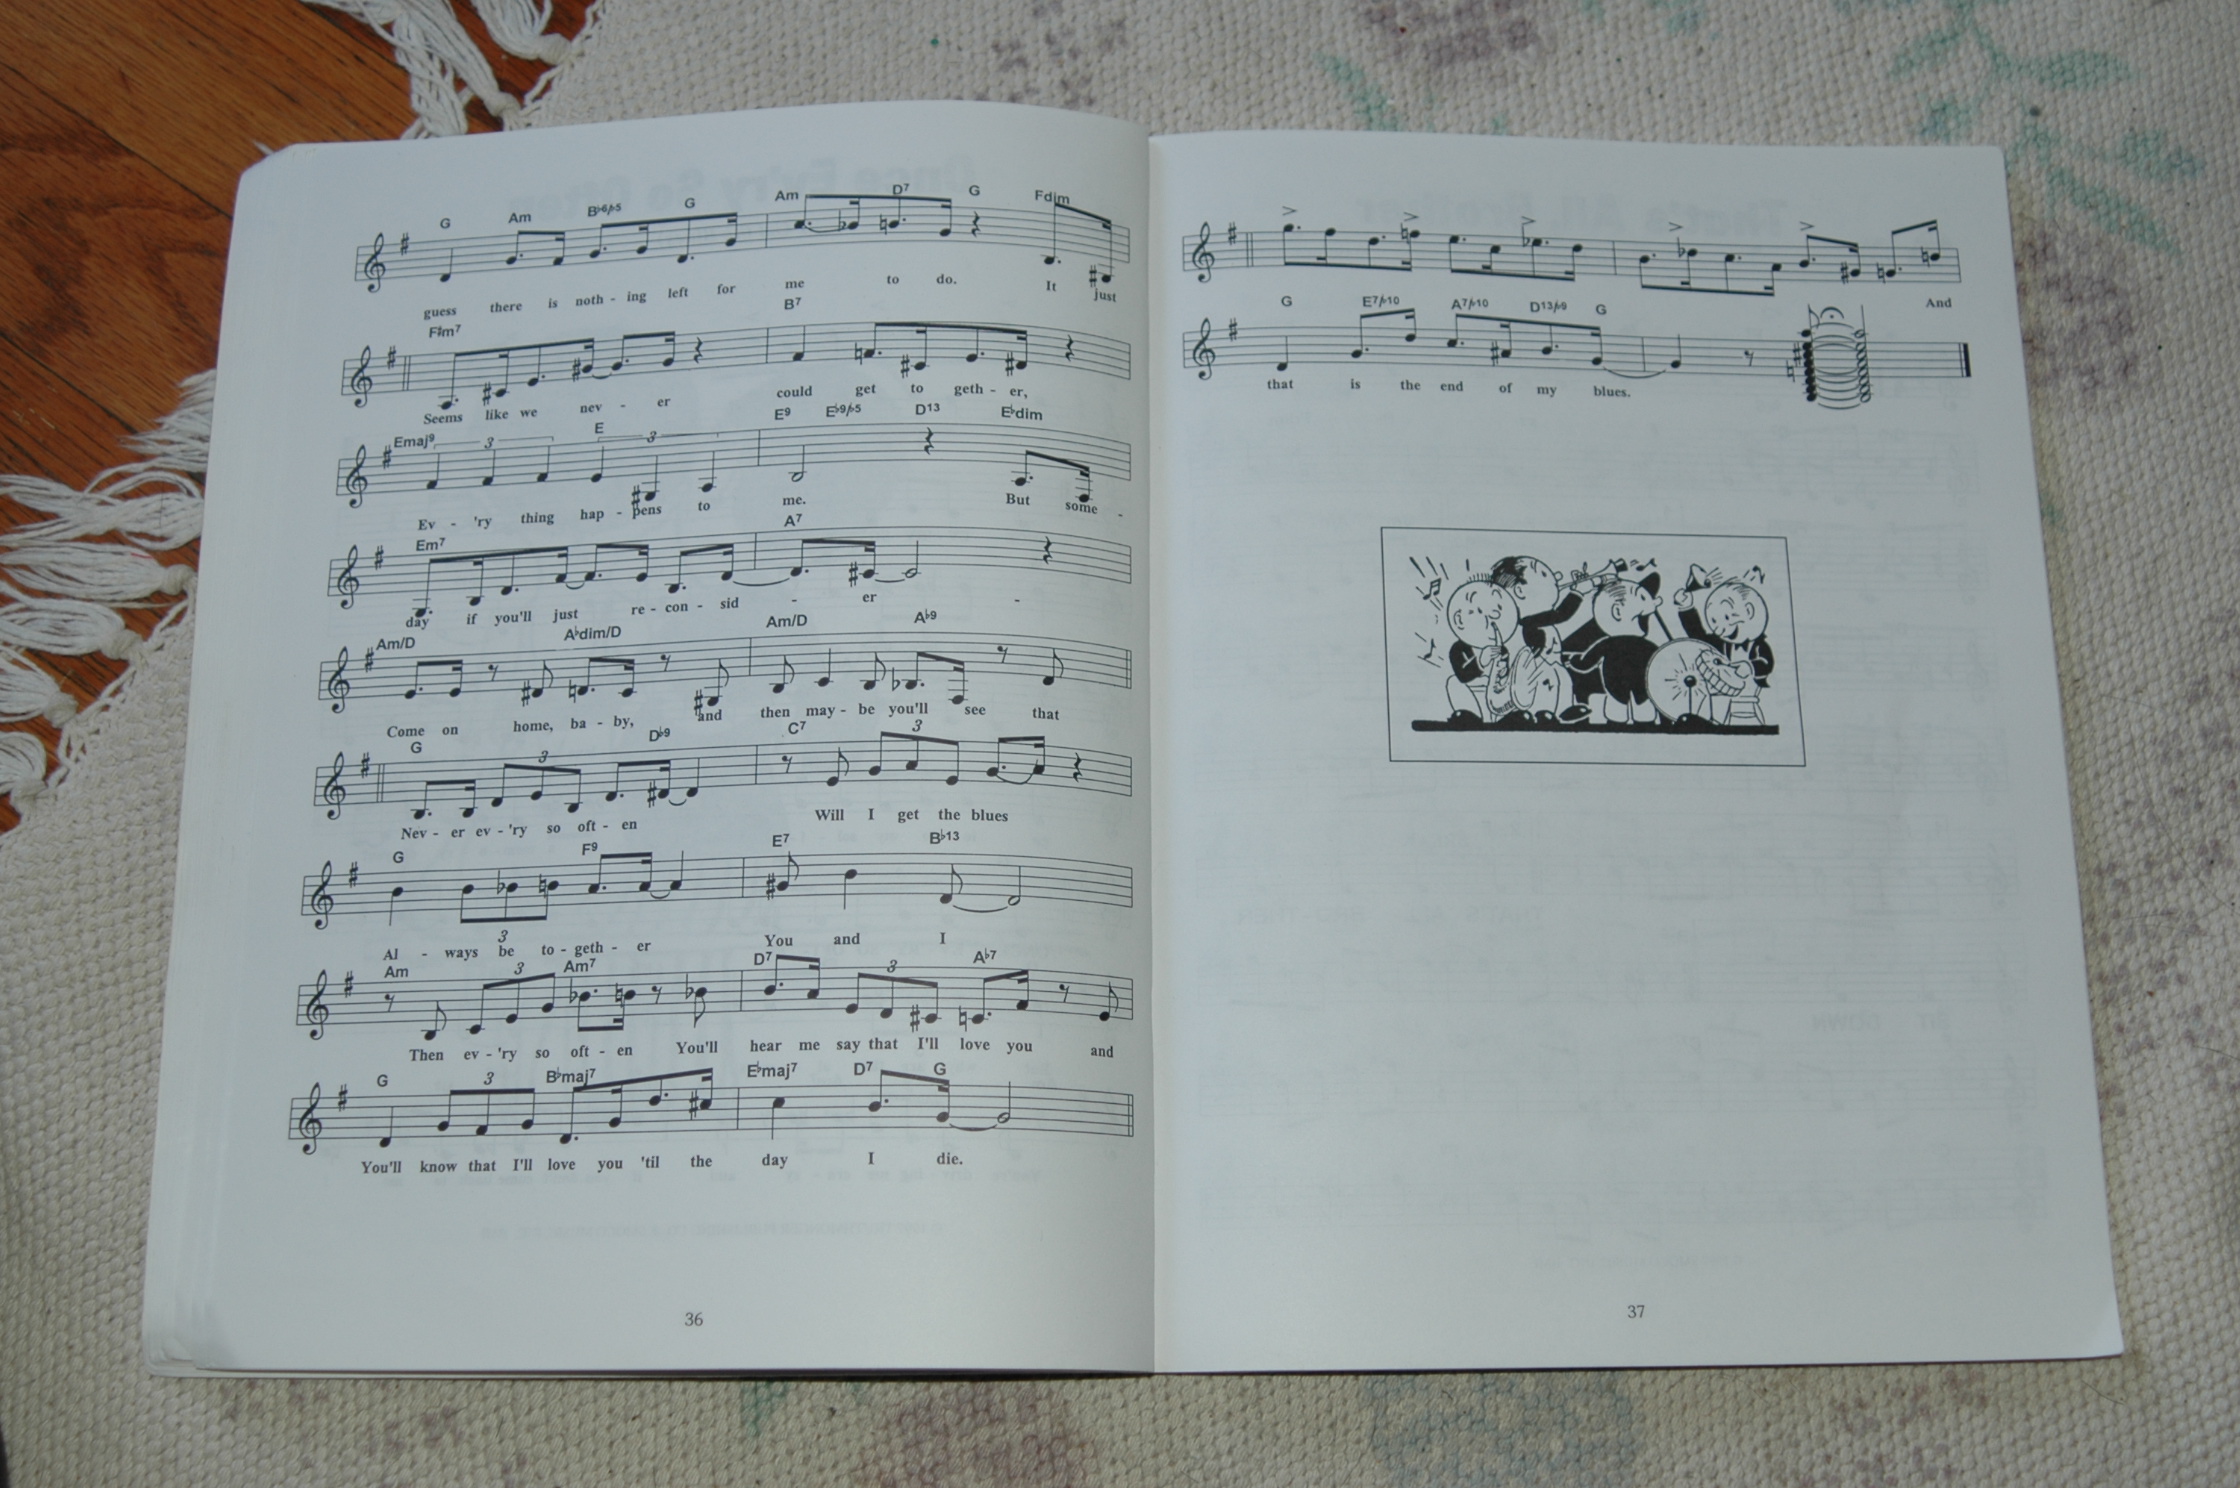 G Am B♭6/♭5 G Am D7 G Fdim
guess there is noth - ing left for me to do. It just
F#m7 B7
Seems like we nev - er could get to geth - er,
Emaj9 3 E 3 E9 E♭9/♭5 D13 E♭dim
Ev - 'ry thing hap - pens to me. But some -
Em7 A7
day if you'll just re - con - sid - er -
Am/D A♭dim/D Am/D A♭9
Come on home, ba - by, and then may - be you'll see that
G 3 D♭9 C7 3
Nev - er ev - 'ry so oft - en Will I get the blues
G F9 E7 B♭13
3
Al - ways be to - geth - er You and I
Am 3 Am7 D7 3 A♭7
Then ev - 'ry so oft - en You'll hear me say that I'll love you and
G 3 B♭maj7 E♭maj7 D7 G
You'll know that I'll love you 'til the day I die.
36
And
G E7/♭10 A7/♭10 D13/♭9 G
that is the end of my blues.
37